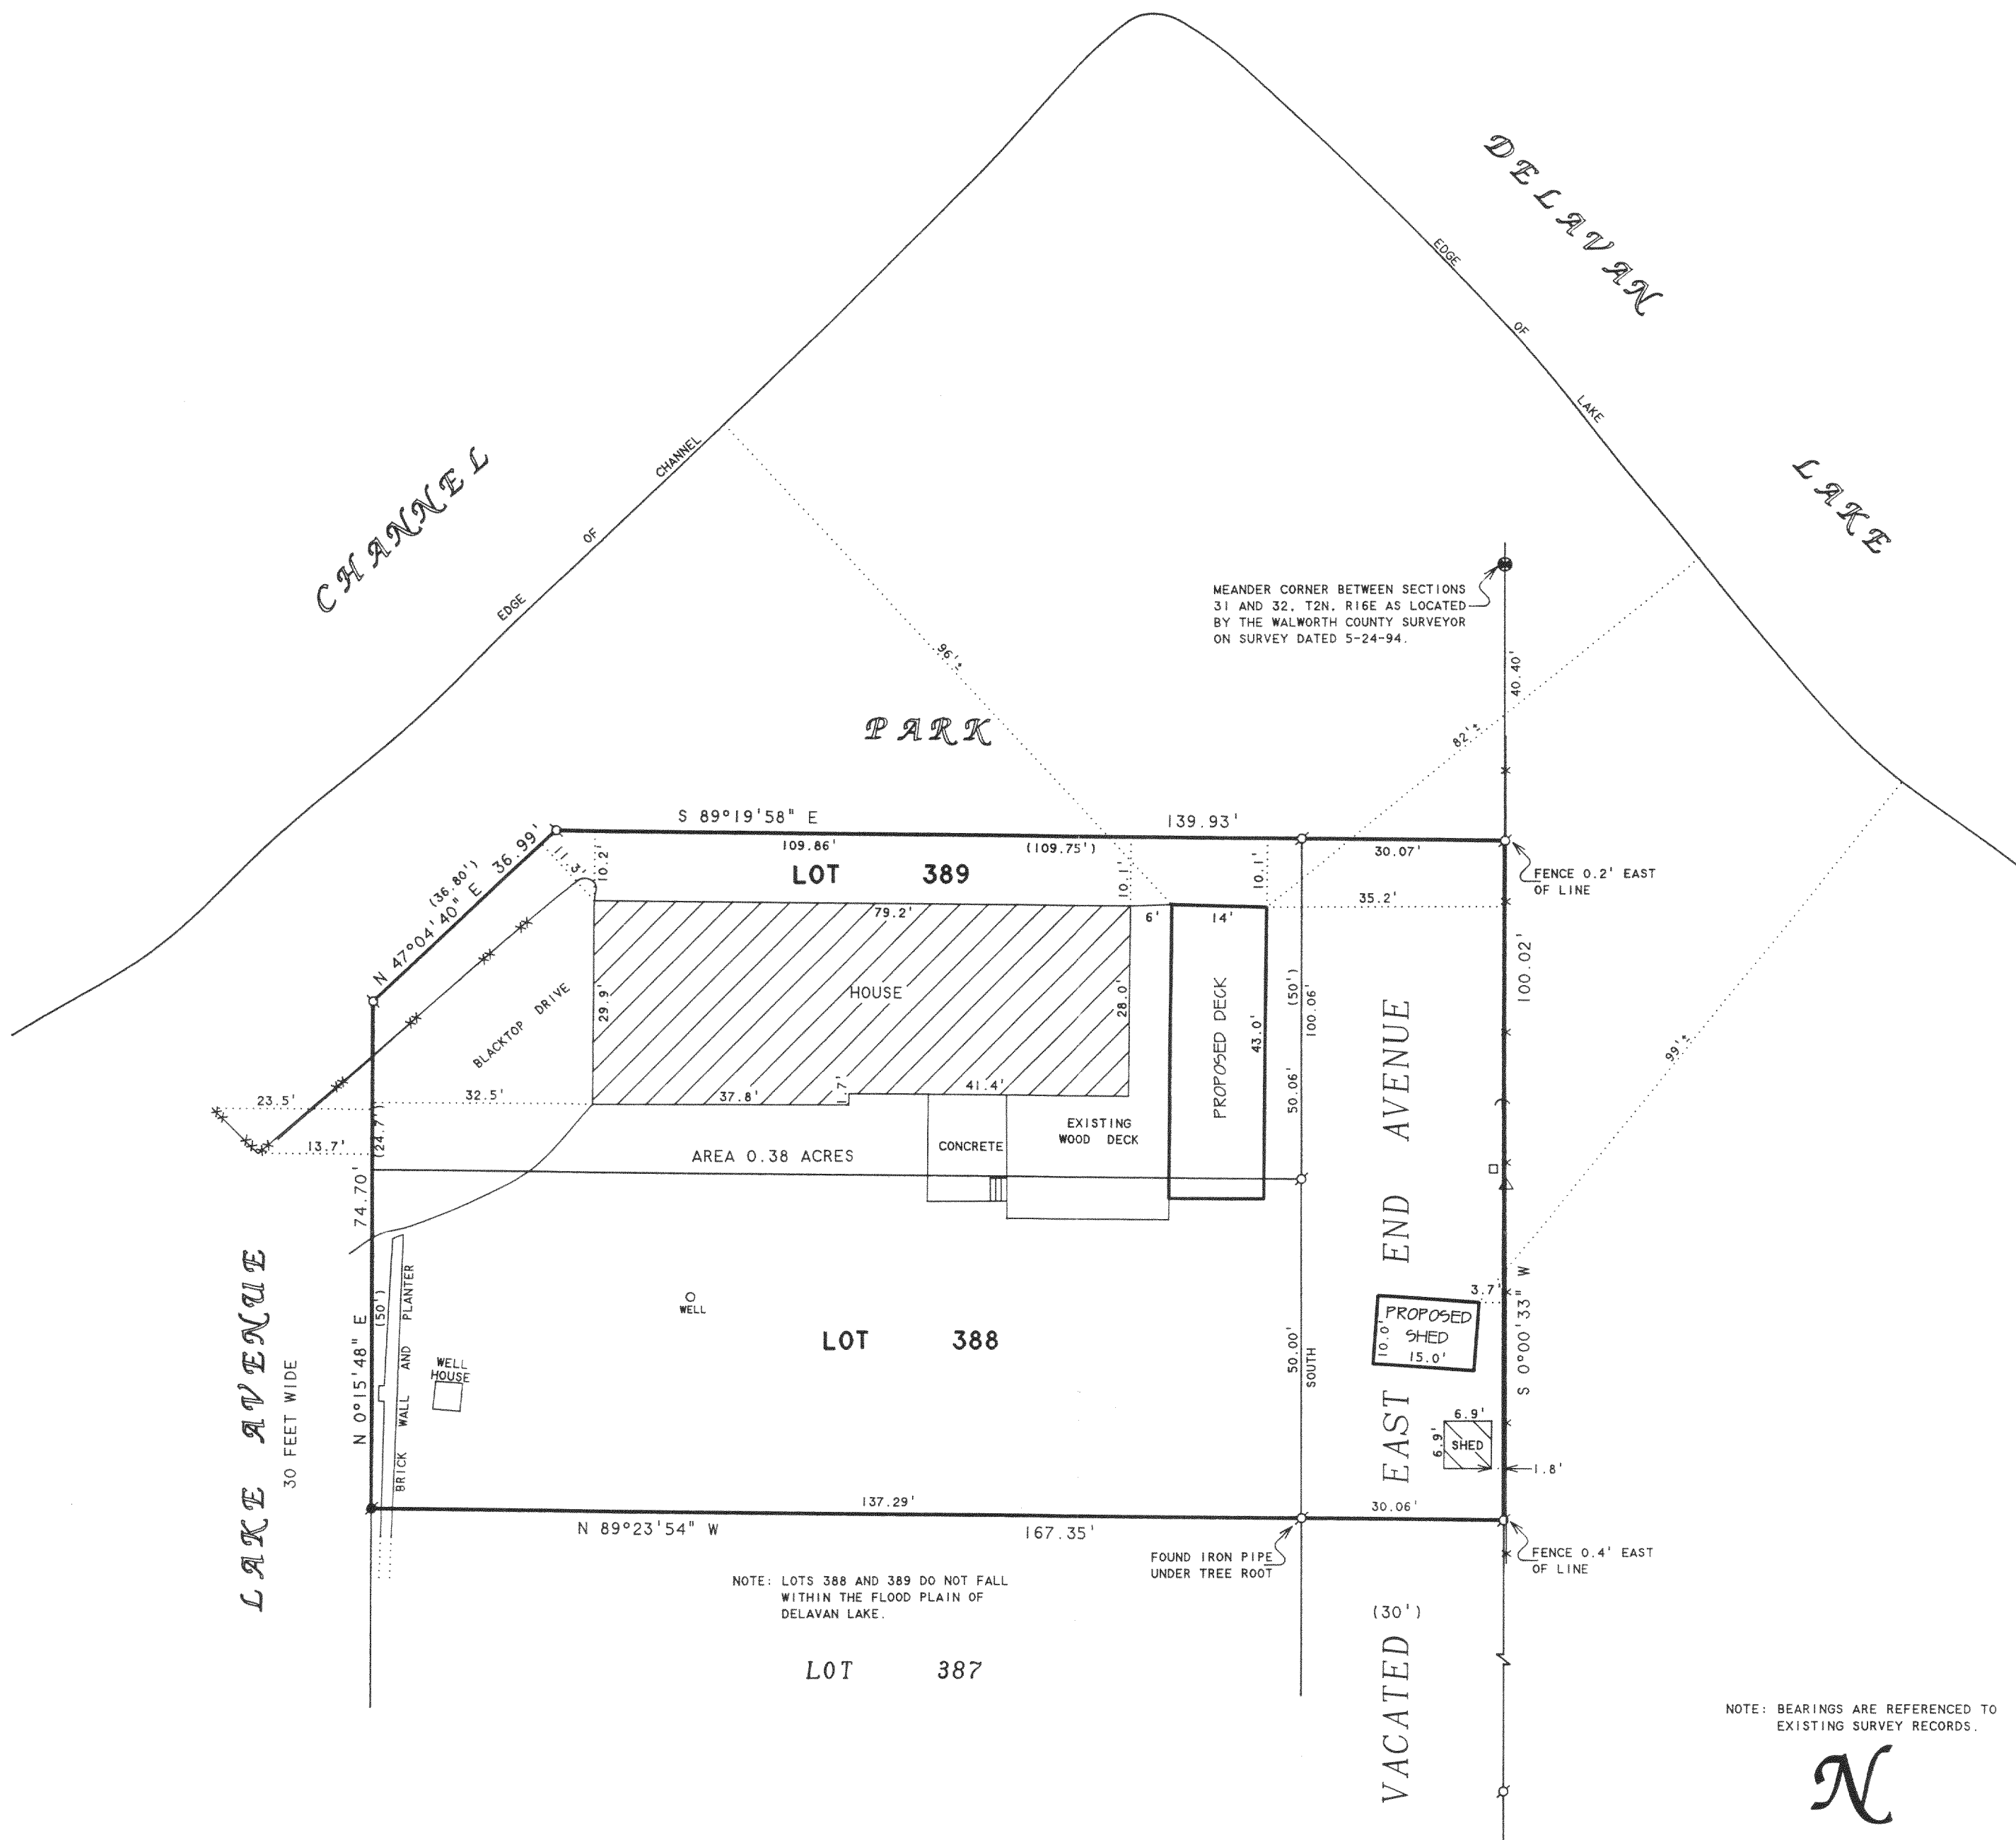 DELAVAN
LAKE
EDGE
OF
LAKE
CHANNEL
EDGE
OF
CHANNEL
MEANDER CORNER BETWEEN SECTIONS
31 AND 32, T2N, R16E AS LOCATED
BY THE WALWORTH COUNTY SURVEYOR
ON SURVEY DATED 5-24-94.
96'±
40.40'
82'±
PARK
S 89°19'58" E
139.93'
109.86'
(109.75')
30.07'
N 47°04'40" E 36.99'
(36.80')
11.3'
10.2'
LOT 389
10.1'
10.1'
FENCE 0.2' EAST
OF LINE
79.2'
6'
14'
35.2'
HOUSE
29.9'
28.0'
BLACKTOP DRIVE
PROPOSED DECK
43.0'
(50')
100.06'
50.06'
100.02'
99'±
23.5'
32.5'
37.8'
1.7'
41.4'
13.7'
(24.7')
EXISTING
WOOD DECK
CONCRETE
AREA 0.38 ACRES
74.70'
N 0°15'48" E
(50')
BRICK WALL AND PLANTER
LAKE AVENUE
30 FEET WIDE
WELL
WELL
HOUSE
LOT 388
50.00'
SOUTH
VACATED EAST END AVENUE
(30')
3.7'
PROPOSED
SHED
10.0'
15.0'
S 0°00'33" W
6.9'
6.9'
SHED
1.8'
137.29'
30.06'
N 89°23'54" W
167.35'
FOUND IRON PIPE
UNDER TREE ROOT
FENCE 0.4' EAST
OF LINE
NOTE: LOTS 388 AND 389 DO NOT FALL
WITHIN THE FLOOD PLAIN OF
DELAVAN LAKE.
LOT 387
NOTE: BEARINGS ARE REFERENCED TO
EXISTING SURVEY RECORDS.
N